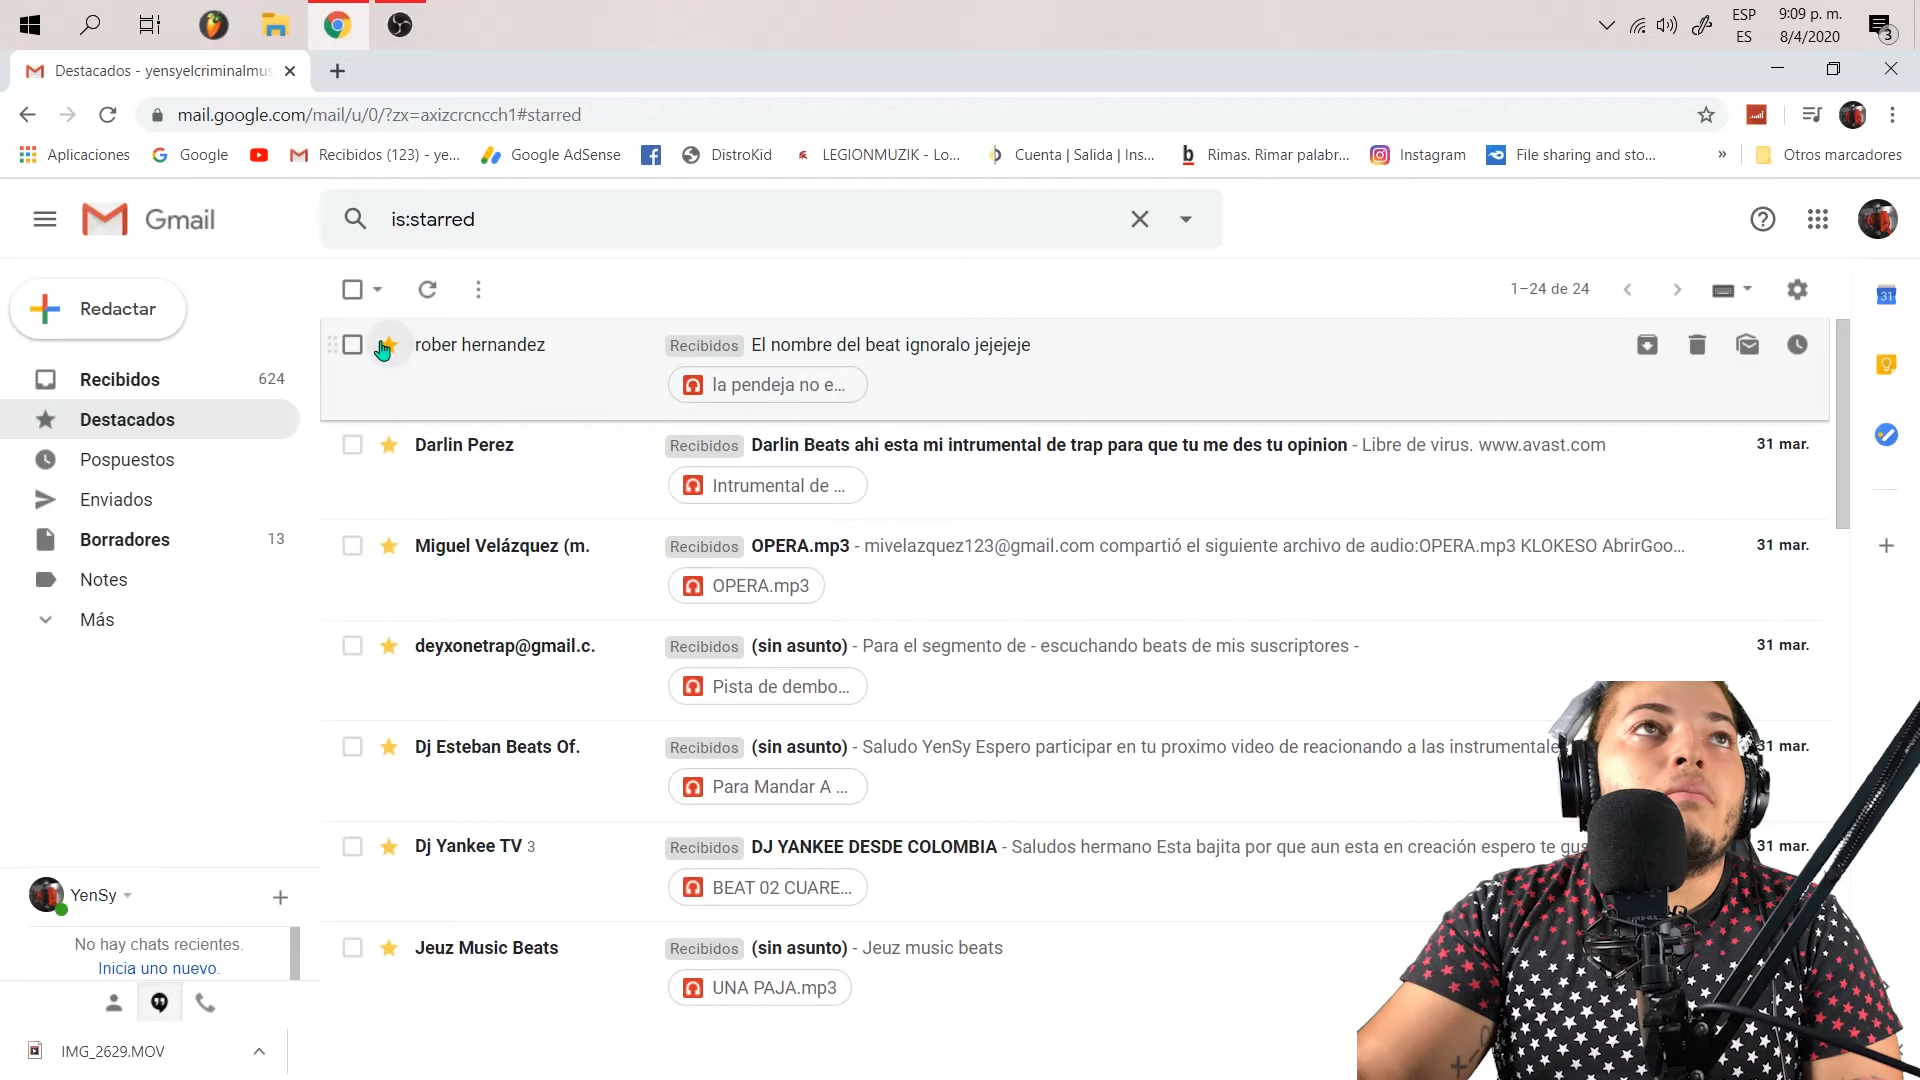 ESP
ES
9:09 p. m.
8/4/2020
3
Destacados - yensyelcriminalmus
mail.google.com/mail/u/0/?zx=axizcrcncch1#starred
Aplicaciones
Google
Recibidos (123) - ye...
Google AdSense
DistroKid
LEGIONMUZIK - Lo...
Cuenta | Salida | Ins...
Rimas. Rimar palabr...
Instagram
File sharing and sto...
»
Otros marcadores
Gmail
is:starred
Redactar
1–24 de 24
Recibidos 624
Destacados
Pospuestos
Enviados
Borradores 13
Notes
Más
rober hernandez Recibidos El nombre del beat ignoralo jejejeje
la pendeja no e...
Darlin Perez Recibidos Darlin Beats ahi esta mi intrumental de trap para que tu me des tu opinion - Libre de virus. www.avast.com 31 mar.
Intrumental de ...
Miguel Velázquez (m. Recibidos OPERA.mp3 - mivelazquez123@gmail.com compartió el siguiente archivo de audio:OPERA.mp3 KLOKESO AbrirGoo... 31 mar.
OPERA.mp3
deyxonetrap@gmail.c. Recibidos (sin asunto) - Para el segmento de - escuchando beats de mis suscriptores - 31 mar.
Pista de dembo...
Dj Esteban Beats Of. Recibidos (sin asunto) - Saludo YenSy Espero participar en tu proximo video de reacionando a las instrumentale 31 mar.
Para Mandar A ...
Dj Yankee TV 3 Recibidos DJ YANKEE DESDE COLOMBIA - Saludos hermano Esta bajita por que aun esta en creación espero te gus 31 mar.
BEAT 02 CUARE...
Jeuz Music Beats Recibidos (sin asunto) - Jeuz music beats
UNA PAJA.mp3
31
YenSy
No hay chats recientes.
Inicia uno nuevo.
IMG_2629.MOV